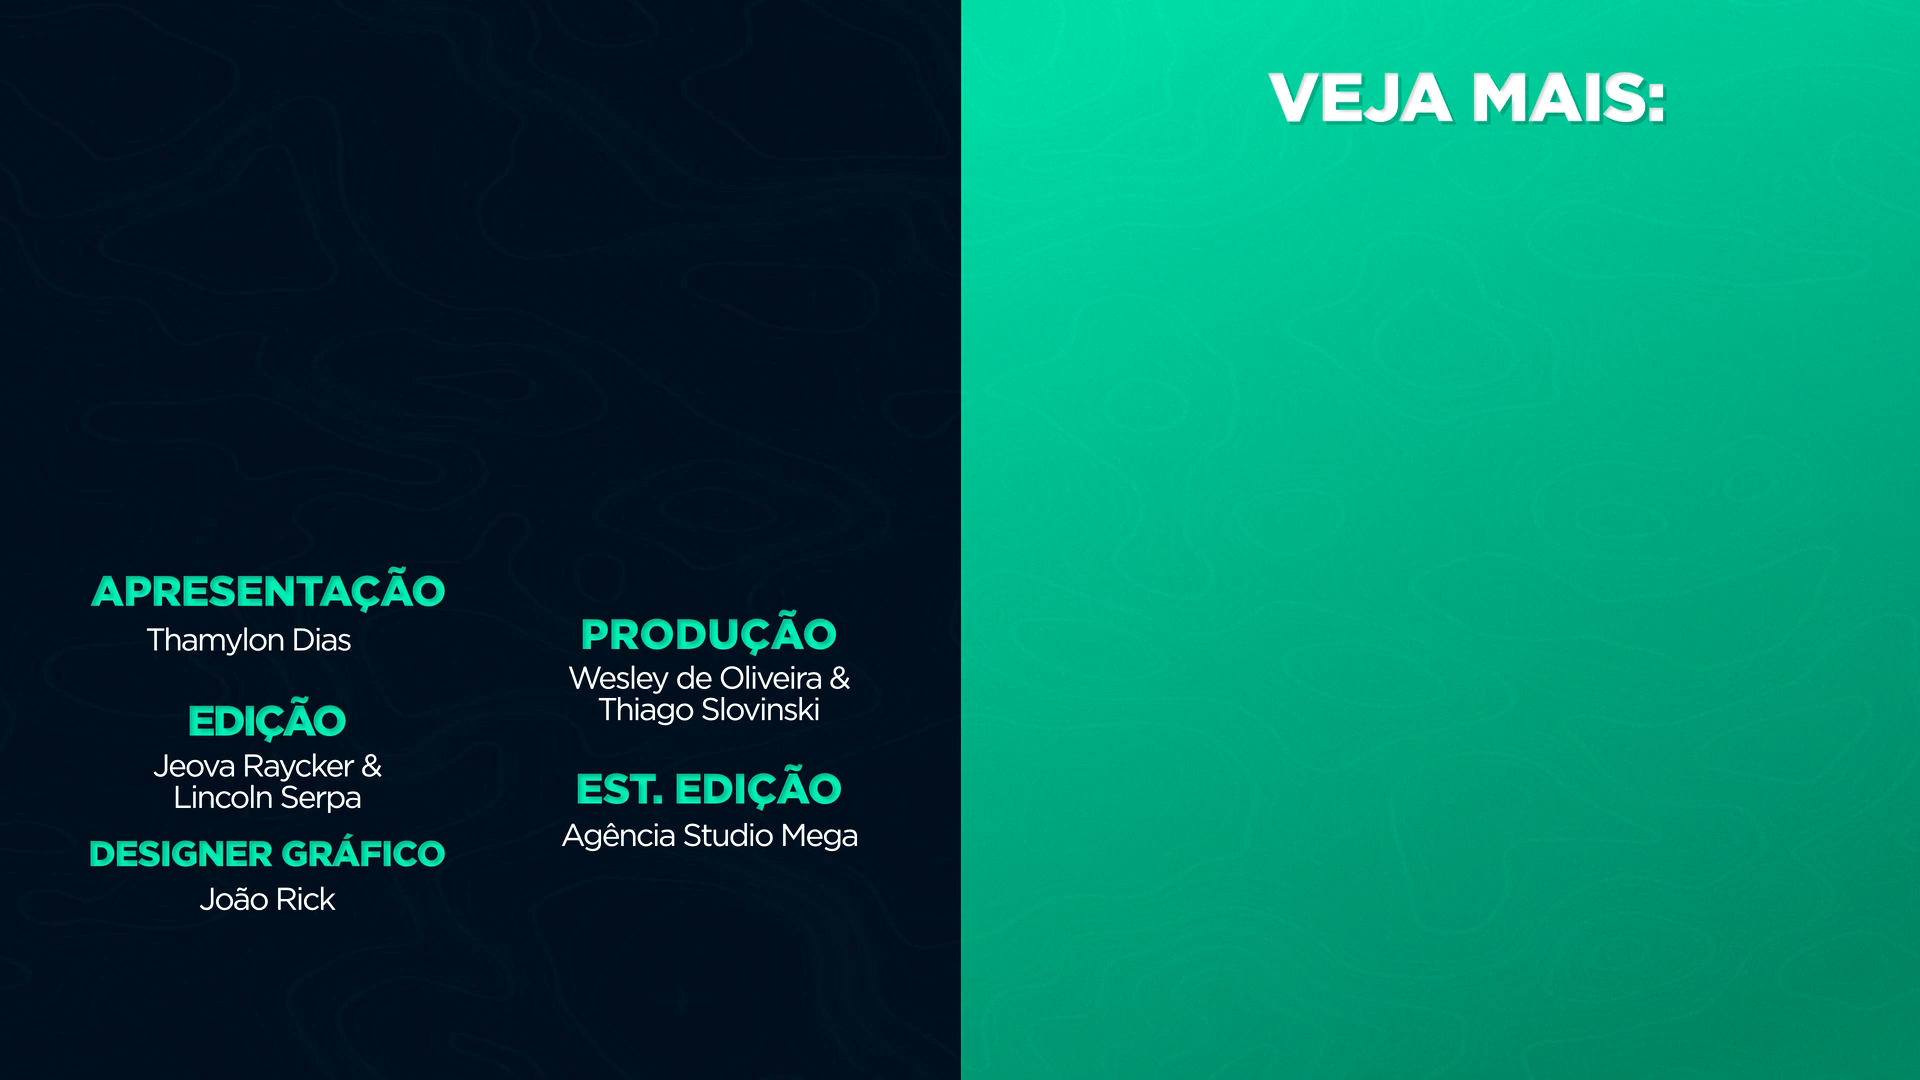 APRESENTAÇÃO
Thamylon Dias
EDIÇÃO
Jeova Raycker &
Lincoln Serpa
DESIGNER GRÁFICO
João Rick
PRODUÇÃO
Wesley de Oliveira &
Thiago Slovinski
EST. EDIÇÃO
Agência Studio Mega
VEJA MAIS: